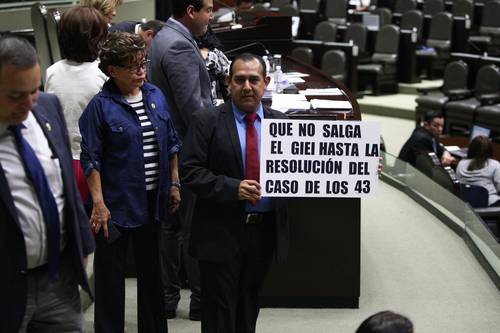 QUE NO SALGA
EL GIEI HASTA LA
RESOLUCIÓN DEL
CASO DE LOS 43